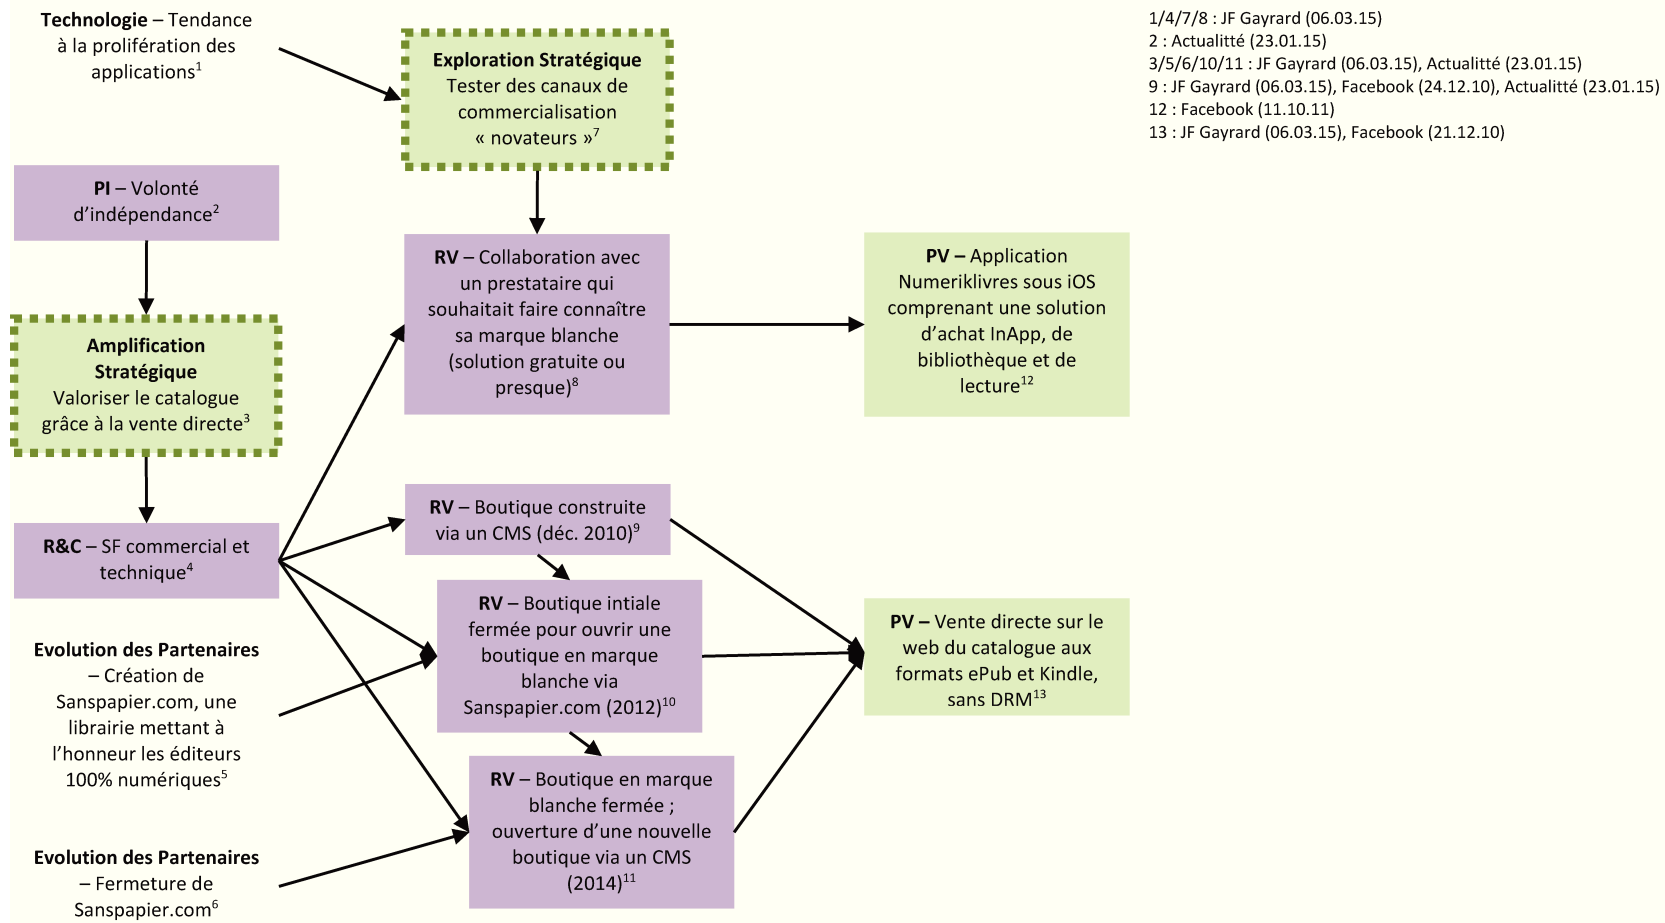 Technologie – Tendance
à la prolifération des
applications1
Exploration Stratégique
Tester des canaux de
commercialisation
« novateurs »7
1/4/7/8 : JF Gayrard (06.03.15)
2 : Actualitté (23.01.15)
3/5/6/10/11 : JF Gayrard (06.03.15), Actualitté (23.01.15)
9 : JF Gayrard (06.03.15), Facebook (24.12.10), Actualitté (23.01.15)
12 : Facebook (11.10.11)
13 : JF Gayrard (06.03.15), Facebook (21.12.10)
PI – Volonté
d'indépendance2
RV – Collaboration avec
un prestataire qui
souhaitait faire connaître
sa marque blanche
(solution gratuite ou
presque)8
PV – Application
Numeriklivres sous iOS
comprenant une solution
d'achat InApp, de
bibliothèque et de
lecture12
Amplification
Stratégique
Valoriser le catalogue
grâce à la vente directe3
R&C – SF commercial et
technique4
RV – Boutique construite
via un CMS (déc. 2010)9
RV – Boutique intiale
fermée pour ouvrir une
boutique en marque
blanche via
Sanspapier.com (2012)10
PV – Vente directe sur le
web du catalogue aux
formats ePub et Kindle,
sans DRM13
Evolution des Partenaires
– Création de
Sanspapier.com, une
librairie mettant à
l'honneur les éditeurs
100% numériques5
RV – Boutique en marque
blanche fermée ;
ouverture d'une nouvelle
boutique via un CMS
(2014)11
Evolution des Partenaires
– Fermeture de
Sanspapier.com6